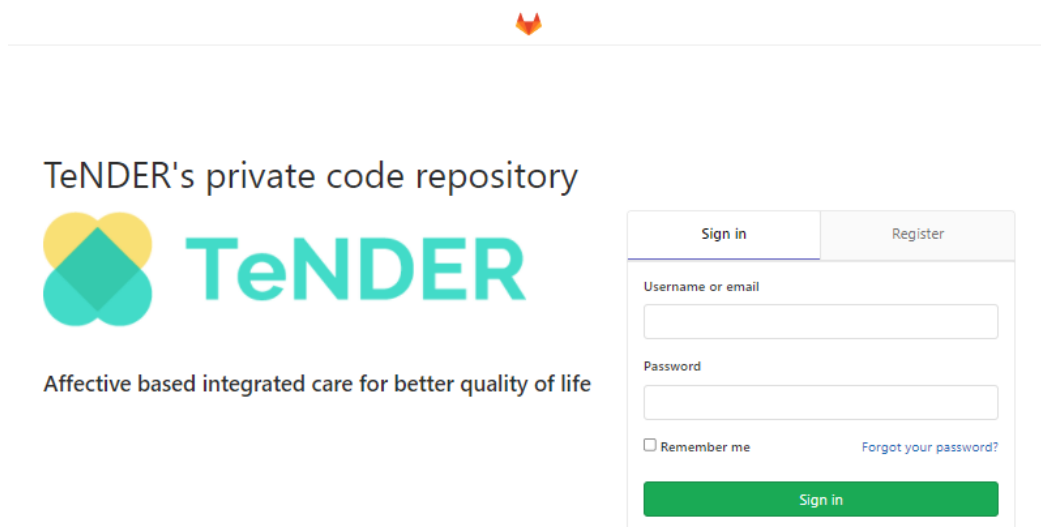 TeNDER's private code repository
TeNDER
Affective based integrated care for better quality of life
Sign in
Register
Username or email
Password
Remember me
Forgot your password?
Sign in